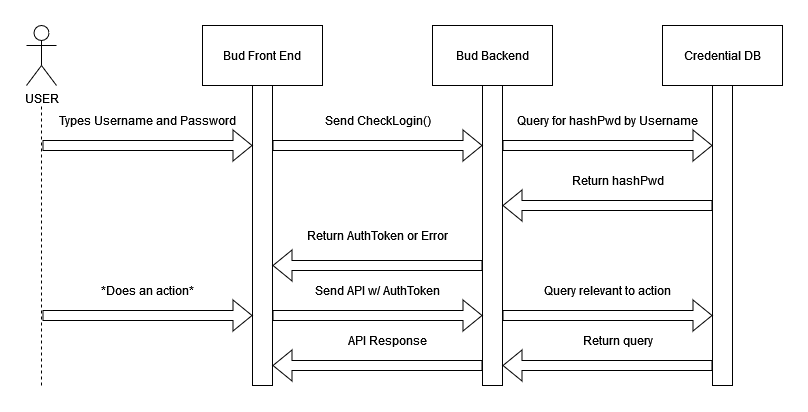 Bud Front End
Bud Backend
Credential DB
USER
Types Username and Password
Send CheckLogin()
Query for hashPwd by Username
Return hashPwd
Return AuthToken or Error
*Does an action*
Send API w/ AuthToken
Query relevant to action
API Response
Return query